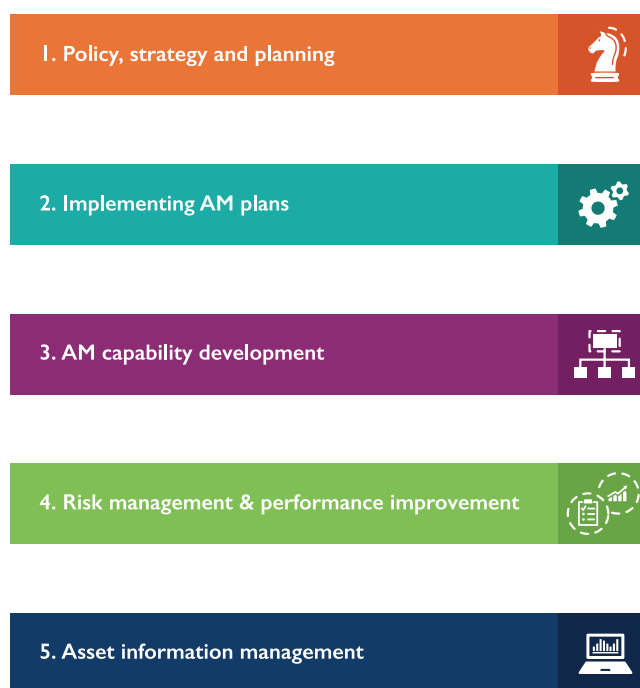 1. Policy, strategy and planning
2. Implementing AM plans
3. AM capability development
4. Risk management & performance improvement
5. Asset information management